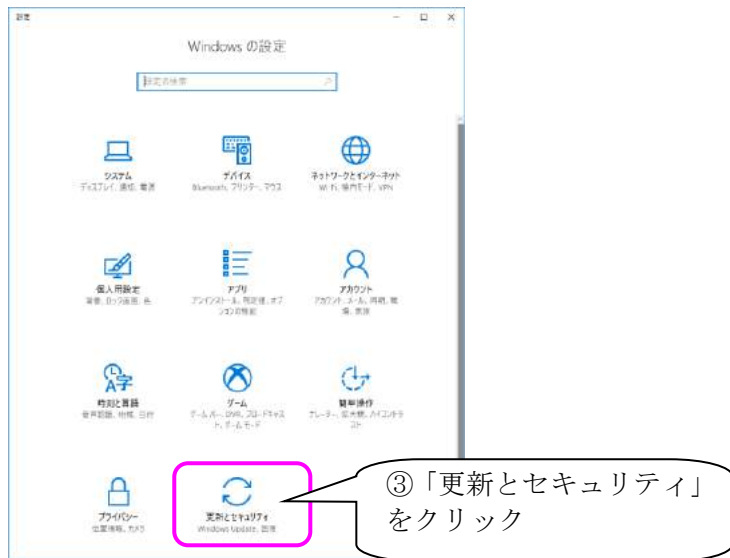 設定
Windows の設定
設定の検索
システム
ディスプレイ、通知、電源
デバイス
Bluetooth、プリンター、マウス
ネットワークとインターネット
Wi-Fi、機内モード、VPN
個人用設定
背景、ロック画面、色
アプリ
アンインストール、既定値、オプ
ションの機能
アカウント
アカウント、メール、同期、職
場、家族
時刻と言語
音声認識、地域、日付
ゲーム
ゲーム バー、DVR、ブロードキャス
ト、ゲーム モード
簡単操作
ナレーター、拡大鏡、ハイコントラ
スト
プライバシー
位置情報、カメラ
更新とセキュリティ
Windows Update、回復
③「更新とセキュリティ」
をクリック